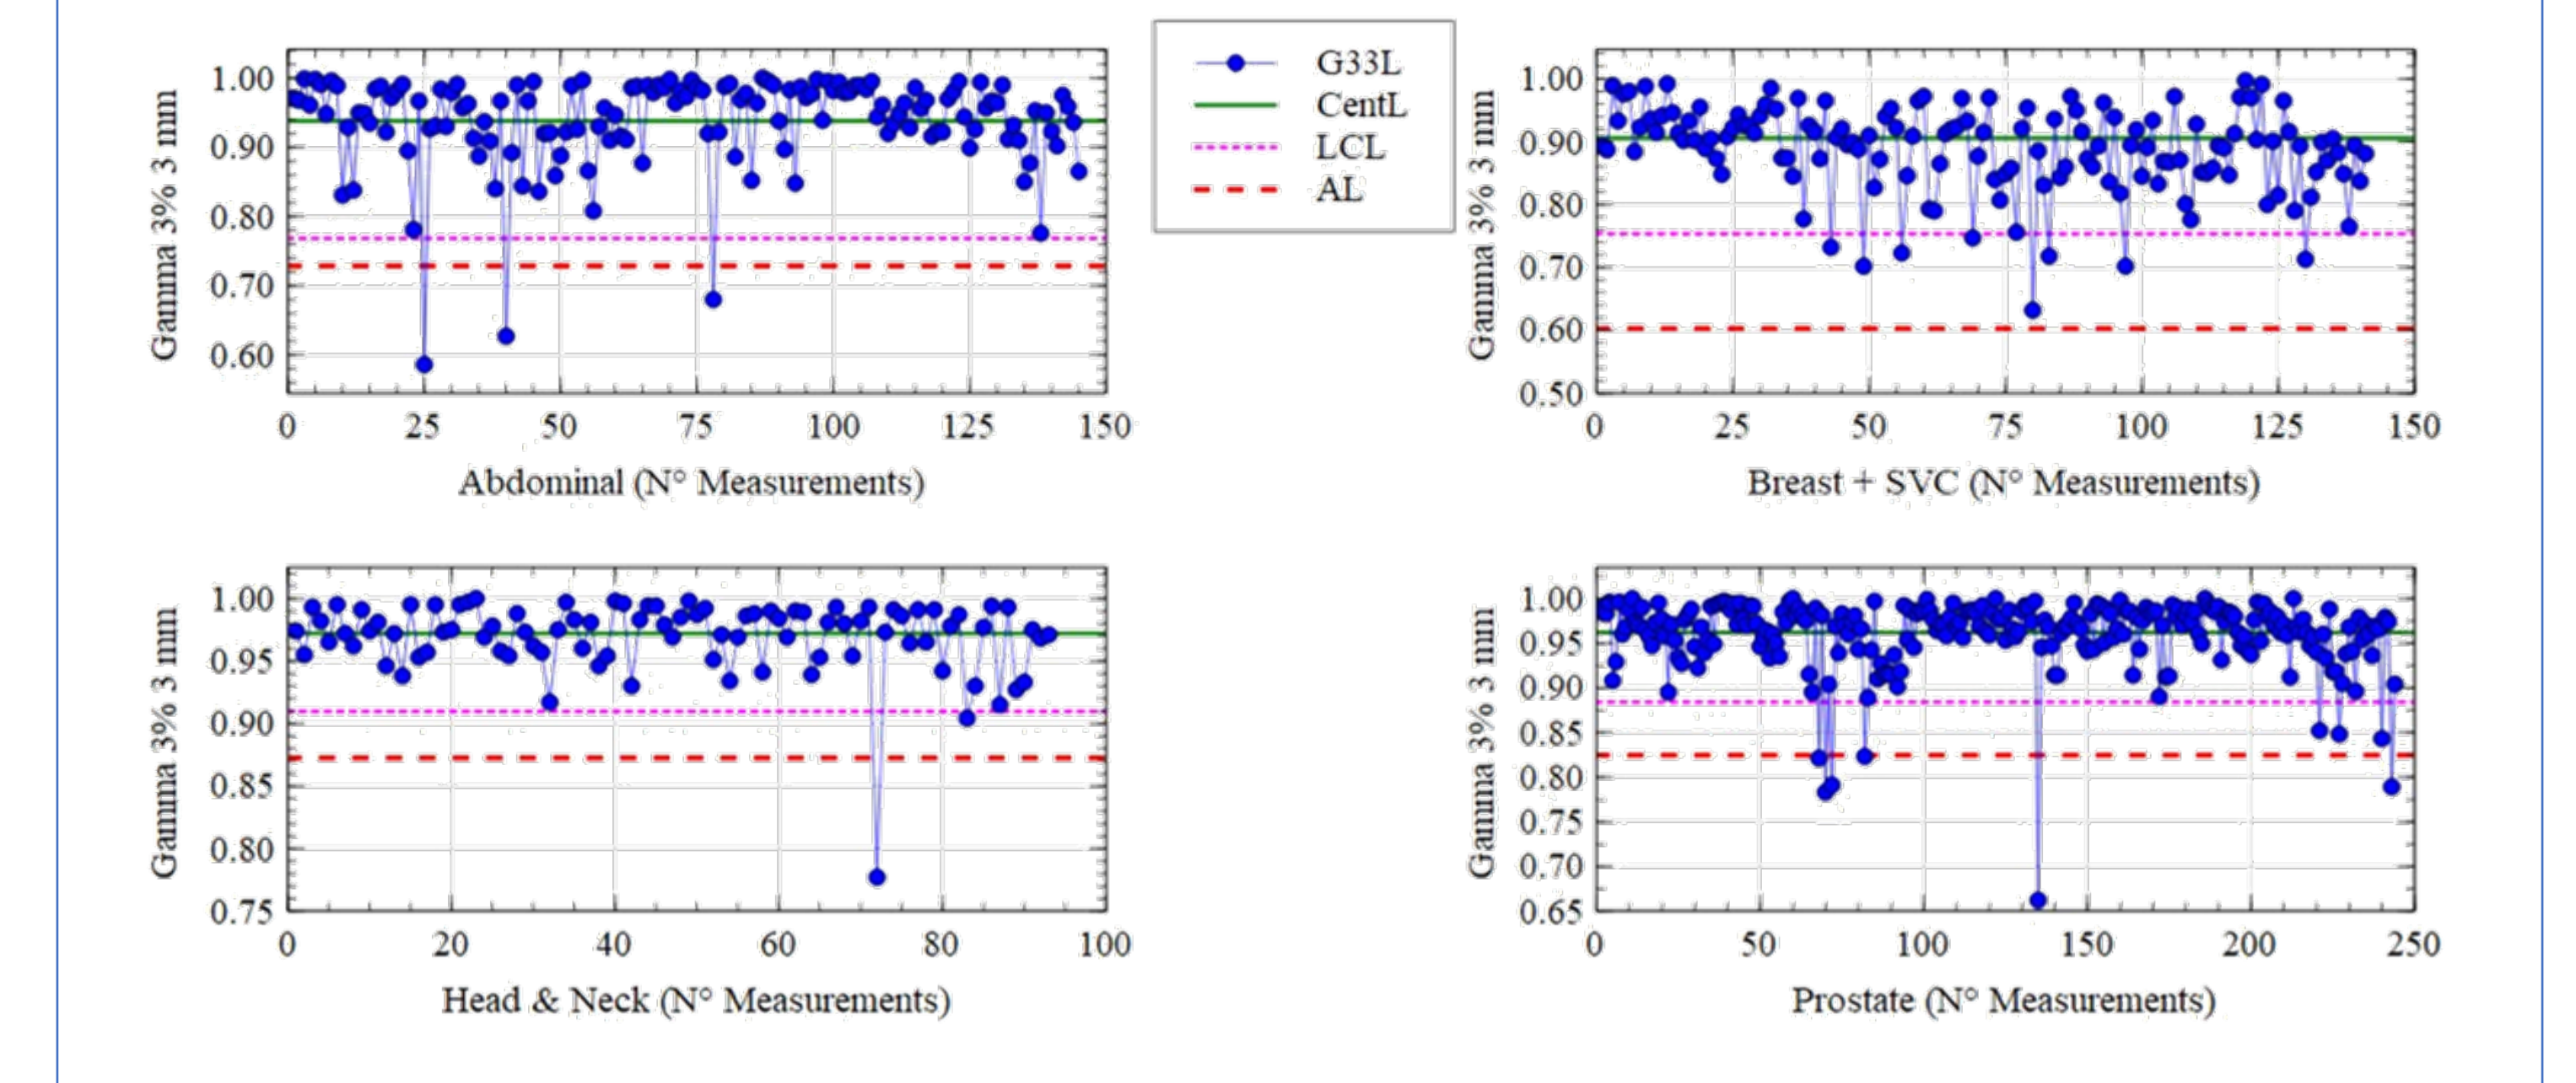 G33L
CentL
LCL
AL
Gamma 3% 3 mm
1.00
0.90
0.80
0.70
0.60
0 25 50 75 100 125 150
Abdominal (N° Measurements)
Gamma 3% 3 mm
1.00
0.90
0.80
0.70
0.60
0.50
0 25 50 75 100 125 150
Breast + SVC (N° Measurements)
Gamma 3% 3 mm
1.00
0.95
0.90
0.85
0.80
0.75
0 20 40 60 80 100
Head & Neck (N° Measurements)
Gamma 3% 3 mm
1.00
0.95
0.90
0.85
0.80
0.75
0.70
0.65
0 50 100 150 200 250
Prostate (N° Measurements)